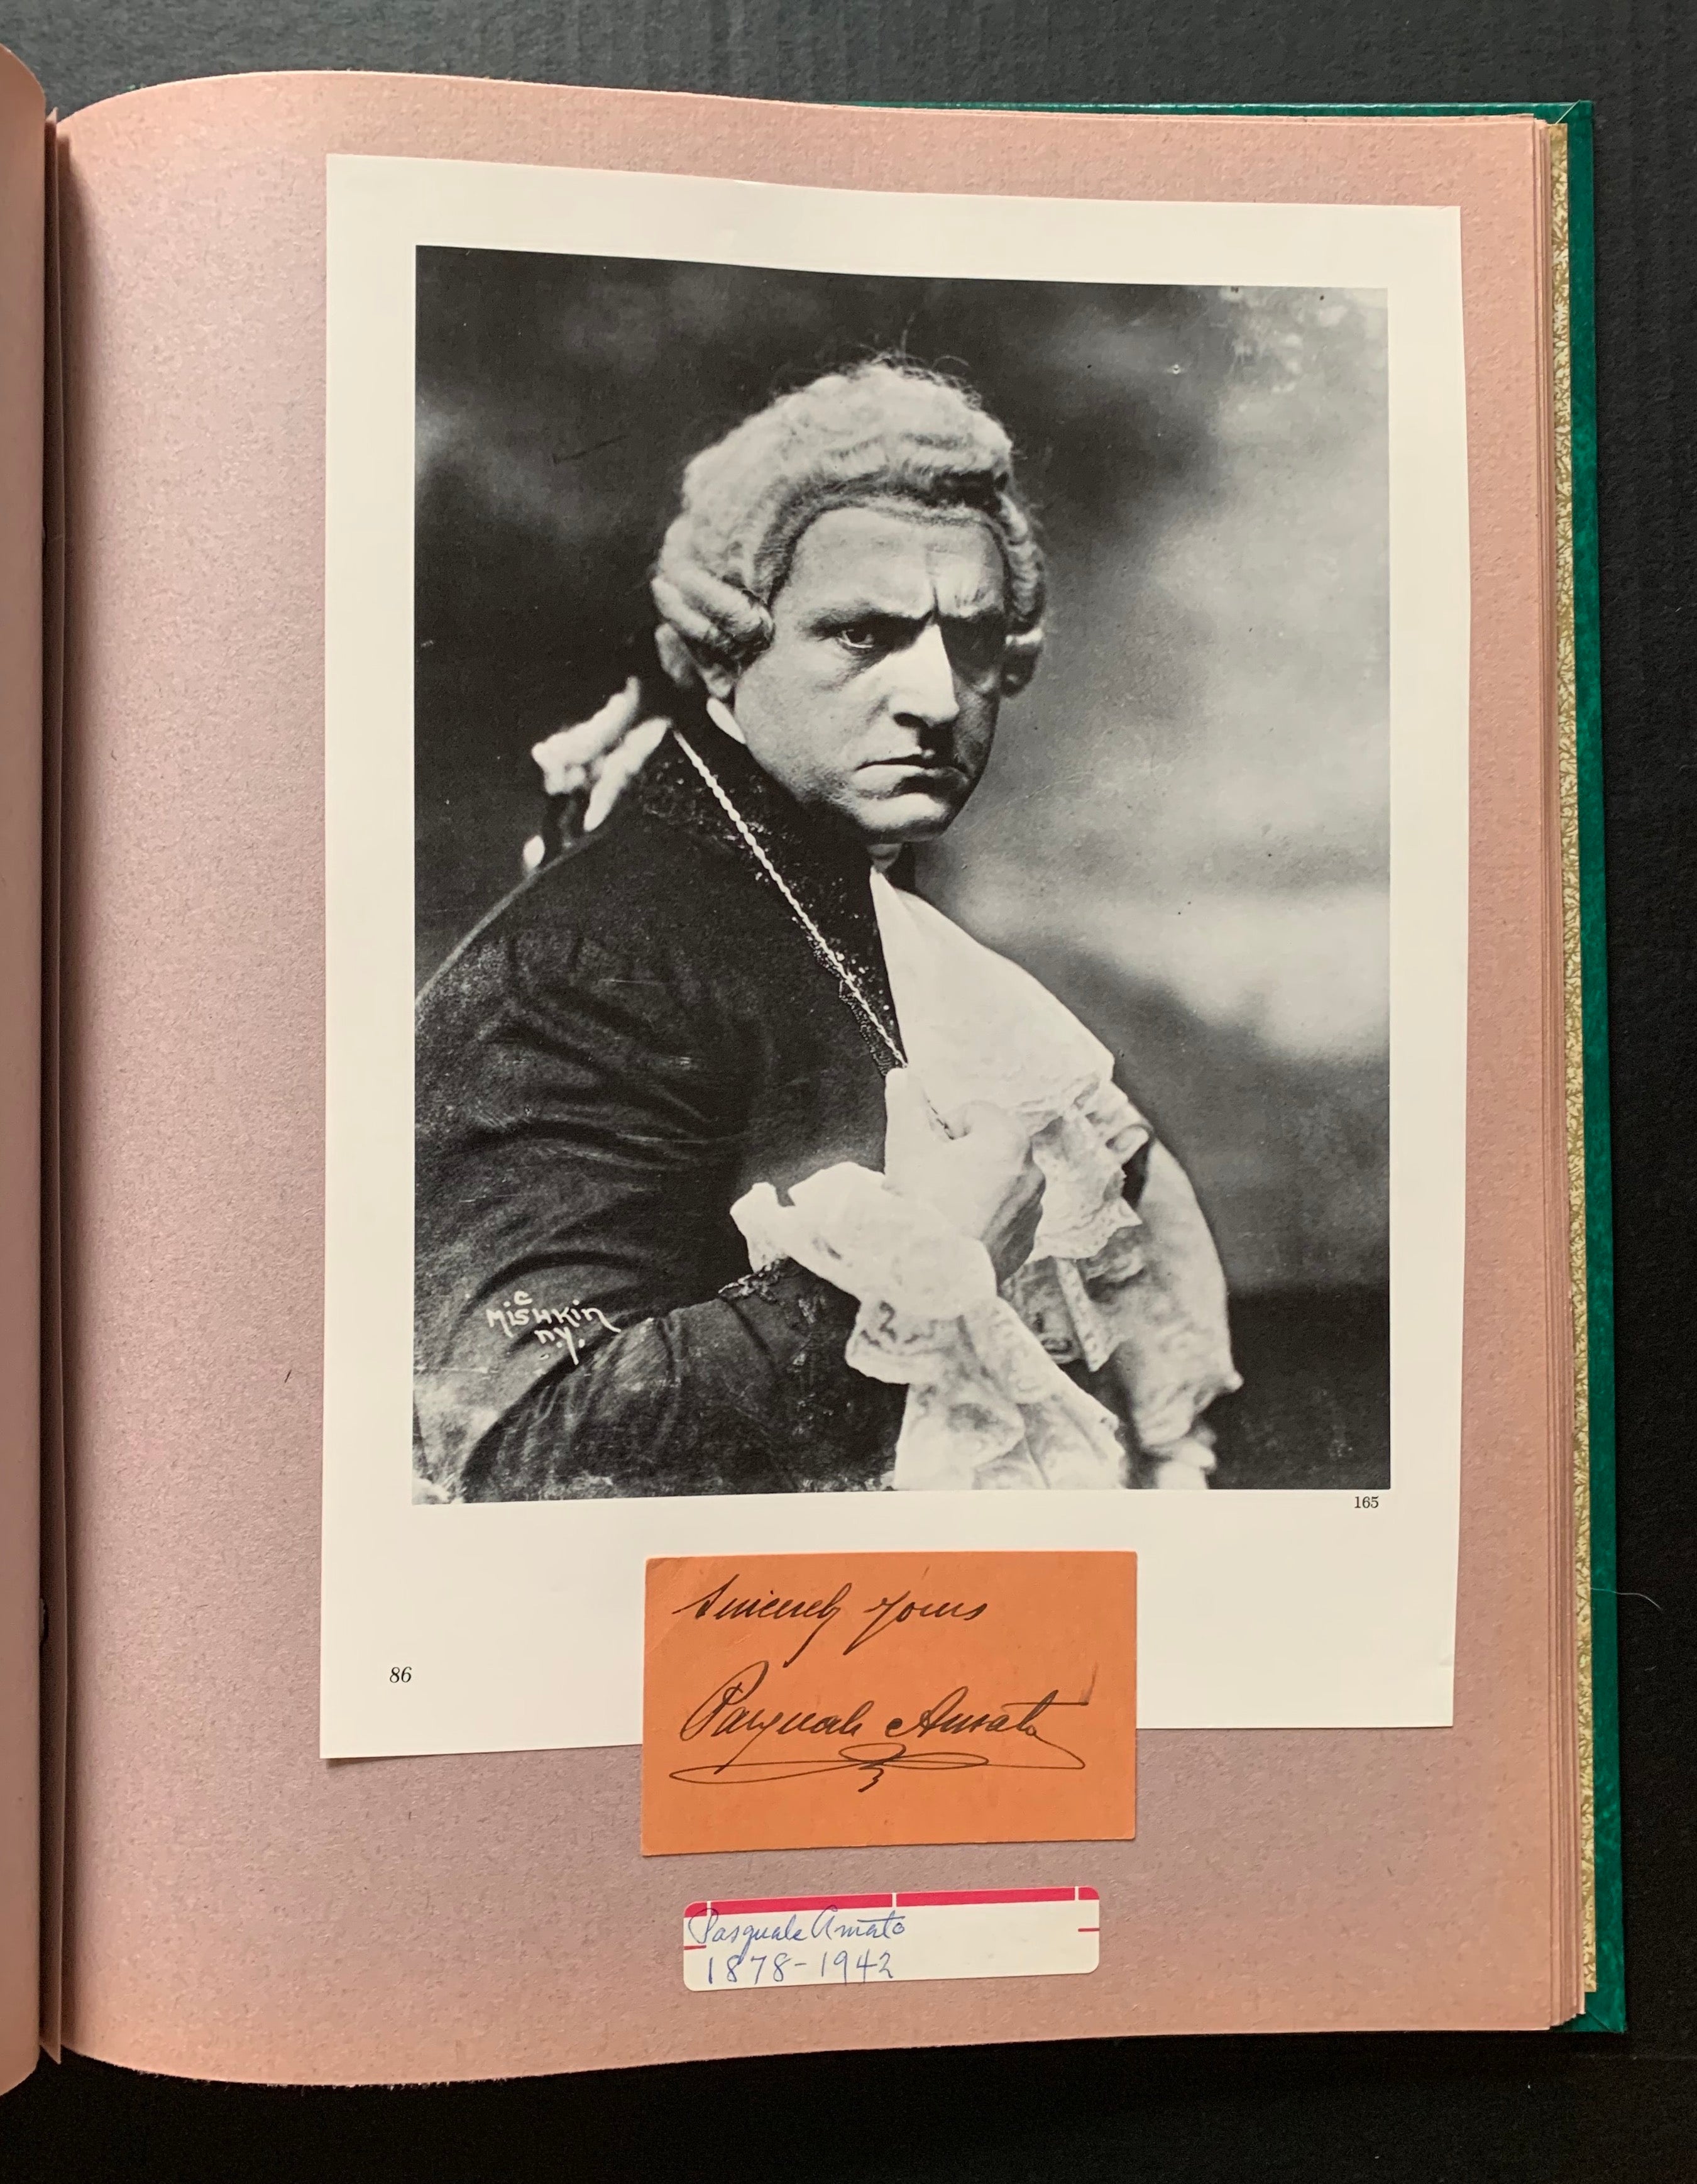 c
Mishkin
N.Y.
165
86
Sincerely Yours
Pasquale Amato
Pasquale Amato
1878-1942